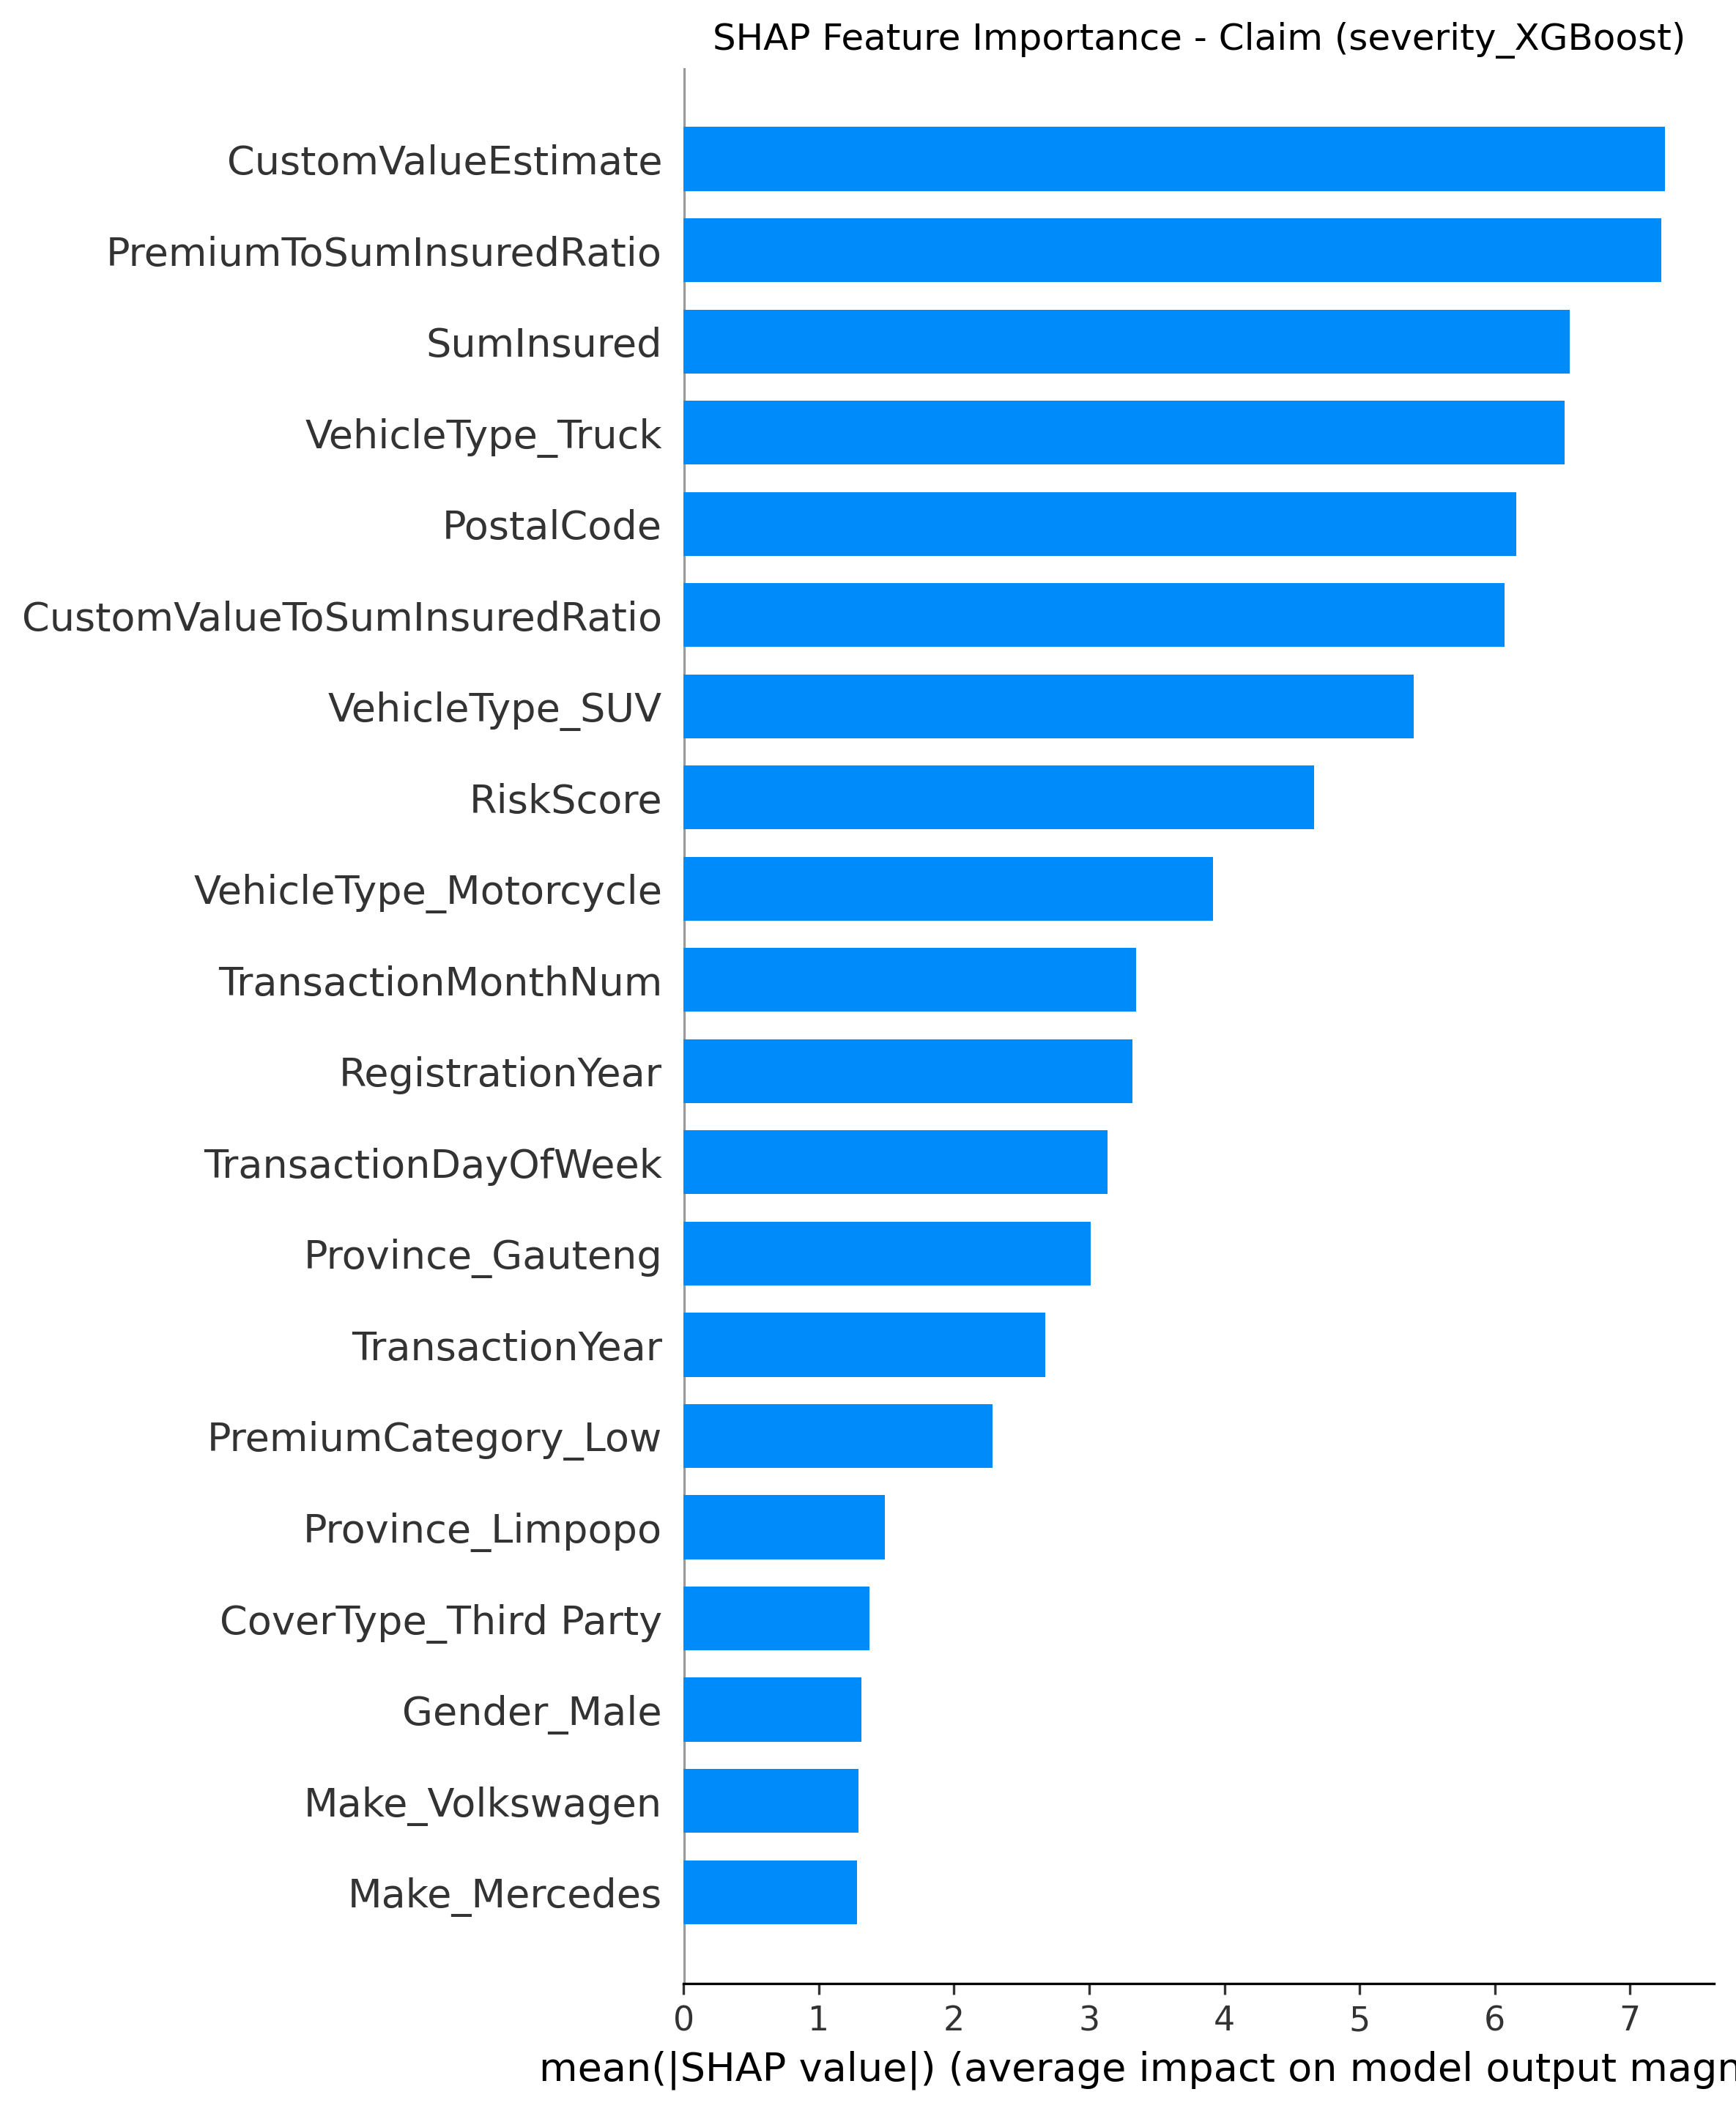 SHAP Feature Importance - Claim (severity_XGBoost)
CustomValueEstimate
PremiumToSumInsuredRatio
SumInsured
VehicleType_Truck
PostalCode
CustomValueToSumInsuredRatio
VehicleType_SUV
RiskScore
VehicleType_Motorcycle
TransactionMonthNum
RegistrationYear
TransactionDayOfWeek
Province_Gauteng
TransactionYear
PremiumCategory_Low
Province_Limpopo
CoverType_Third Party
Gender_Male
Make_Volkswagen
Make_Mercedes
0 1 2 3 4 5 6 7
mean(|SHAP value|) (average impact on model output magn